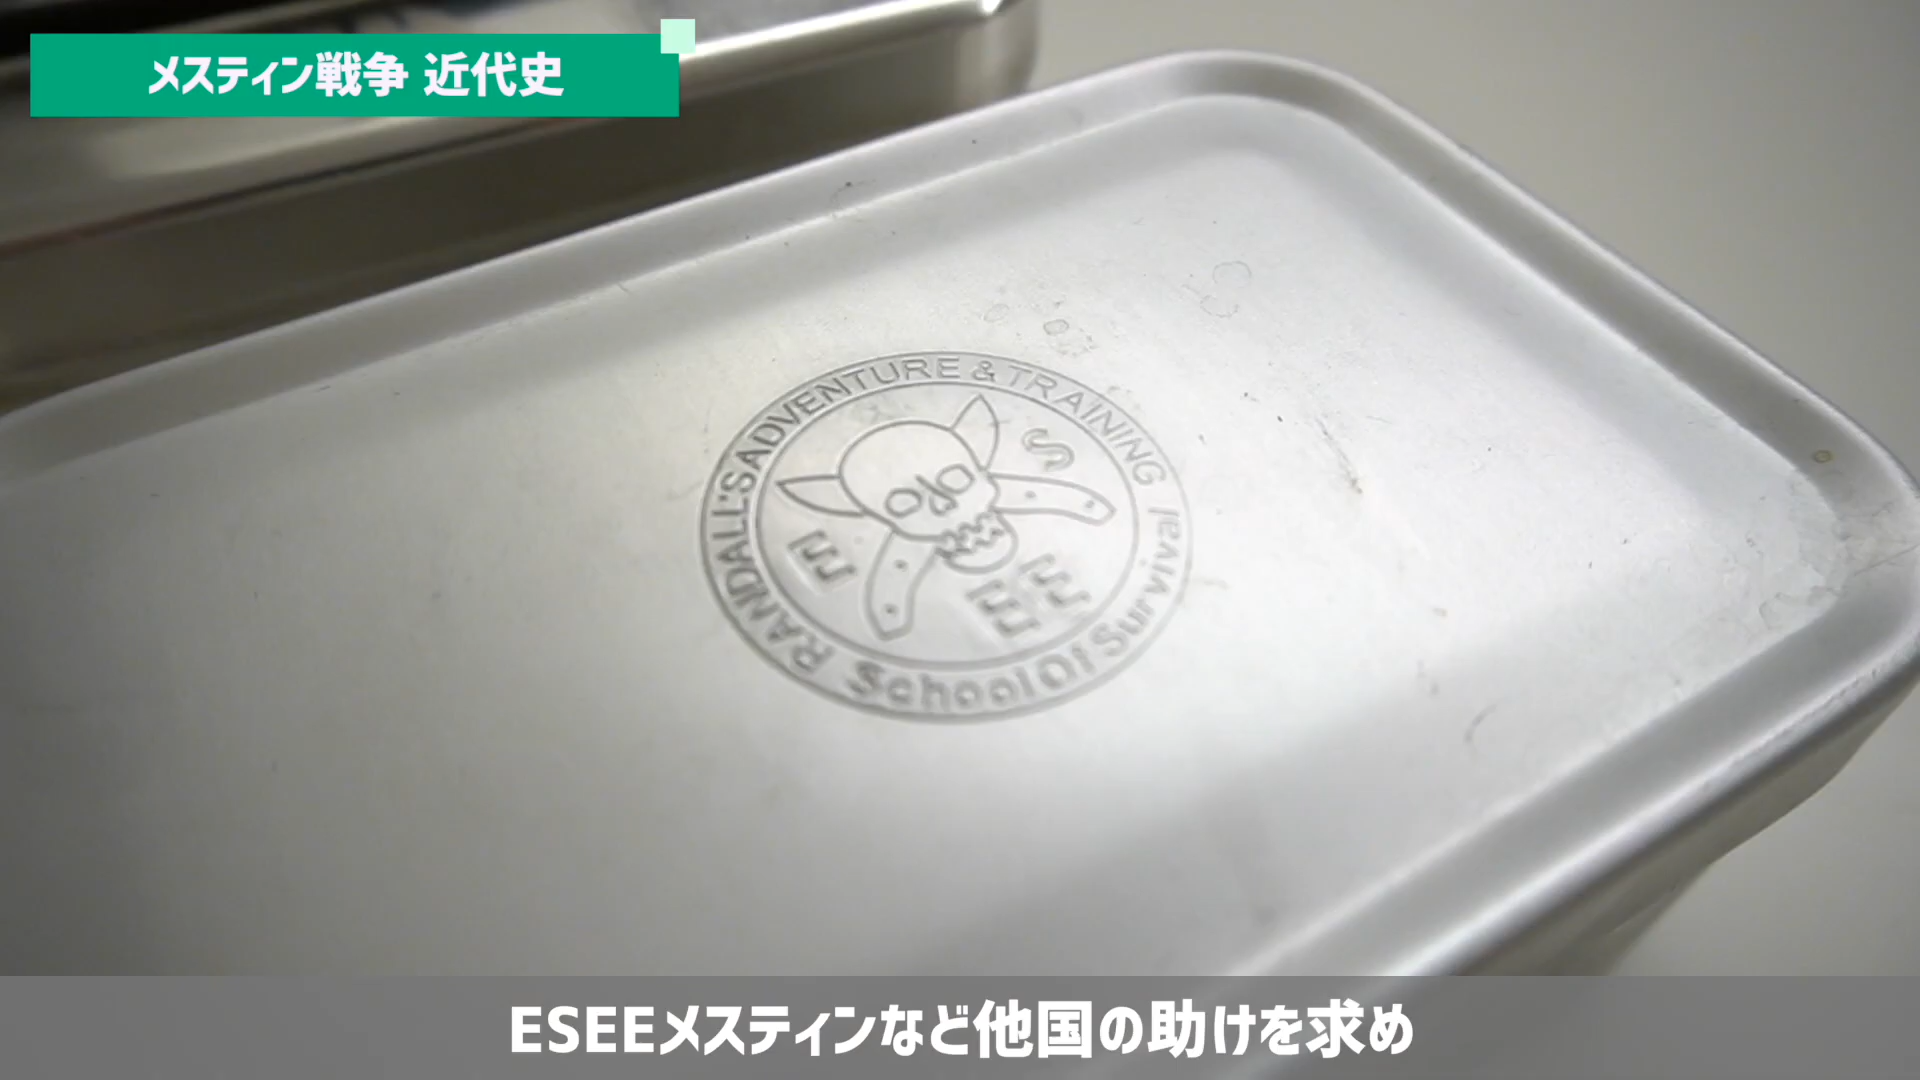 メスティン戦争 近代史
RANDALL'S ADVENTURE & TRAINING
E S E E
School Of Survival
ESEEメスティンなど他国の助けを求め